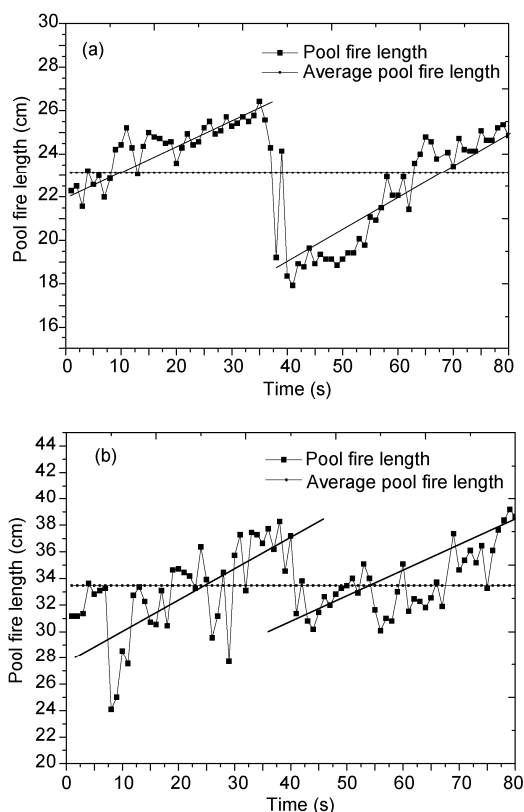 30
28
26
24
22
20
18
16
(a)
Pool fire length
Average pool fire length
Pool fire length (cm)
0 10 20 30 40 50 60 70 80
Time (s)
44
42
40
38
36
34
32
30
28
26
24
22
20
(b)
Pool fire length
Average pool fire length
Pool fire length (cm)
0 10 20 30 40 50 60 70 80
Time (s)